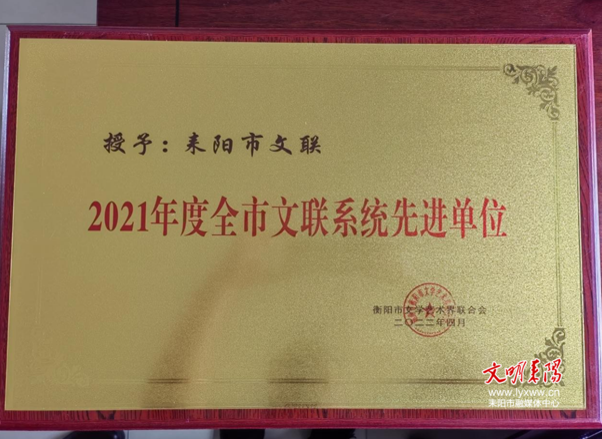 授予：耒阳市文联
2021年度全市文联系统先进单位
衡阳市文学艺术界联合会
二〇二二年四月
文明耒阳
www.lyxww.cn
耒阳市融媒体中心